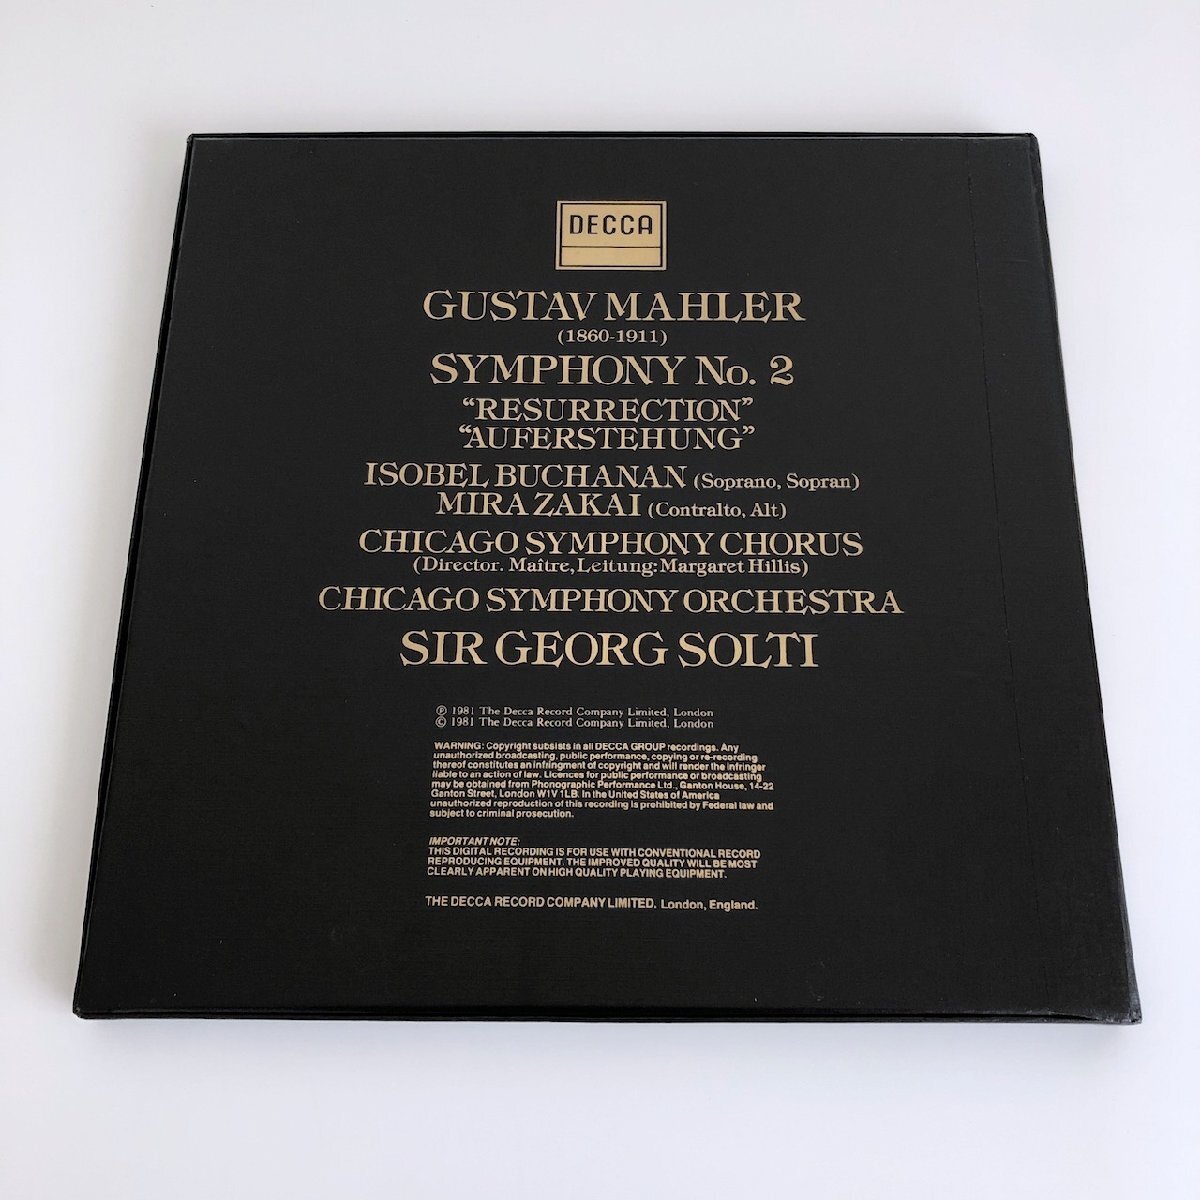 DECCA
GUSTAV MAHLER
(1860-1911)
SYMPHONY No. 2
“RESURRECTION”
“AUFERSTEHUNG”
ISOBEL BUCHANAN (Soprano, Sopran)
MIRA ZAKAI (Contralto, Alt)
CHICAGO SYMPHONY CHORUS
(Director. Maître, Leitung: Margaret Hillis)
CHICAGO SYMPHONY ORCHESTRA
SIR GEORG SOLTI
℗ 1981 The Decca Record Company Limited, London
© 1981 The Decca Record Company Limited, London
WARNING: Copyright subsists in all DECCA GROUP recordings. Any
unauthorized broadcasting, public performance, copying or re-recording
thereof constitutes an infringment of copyright and will render the infringer
liable to an action of law. Licences for public performance or broadcasting
may be obtained from Phonographic Performance Ltd., Ganton House, 14-22
Ganton Street, London W1V 1LB. In the United States of America
unauthorized reproduction of this recording is prohibited by Federal law and
subject to criminal prosecution.
IMPORTANT NOTE:
THIS DIGITAL RECORDING IS FOR USE WITH CONVENTIONAL RECORD
REPRODUCING EQUIPMENT. THE IMPROVED QUALITY WILL BE MOST
CLEARLY APPARENT ON HIGH QUALITY PLAYING EQUIPMENT.
THE DECCA RECORD COMPANY LIMITED. London, England.